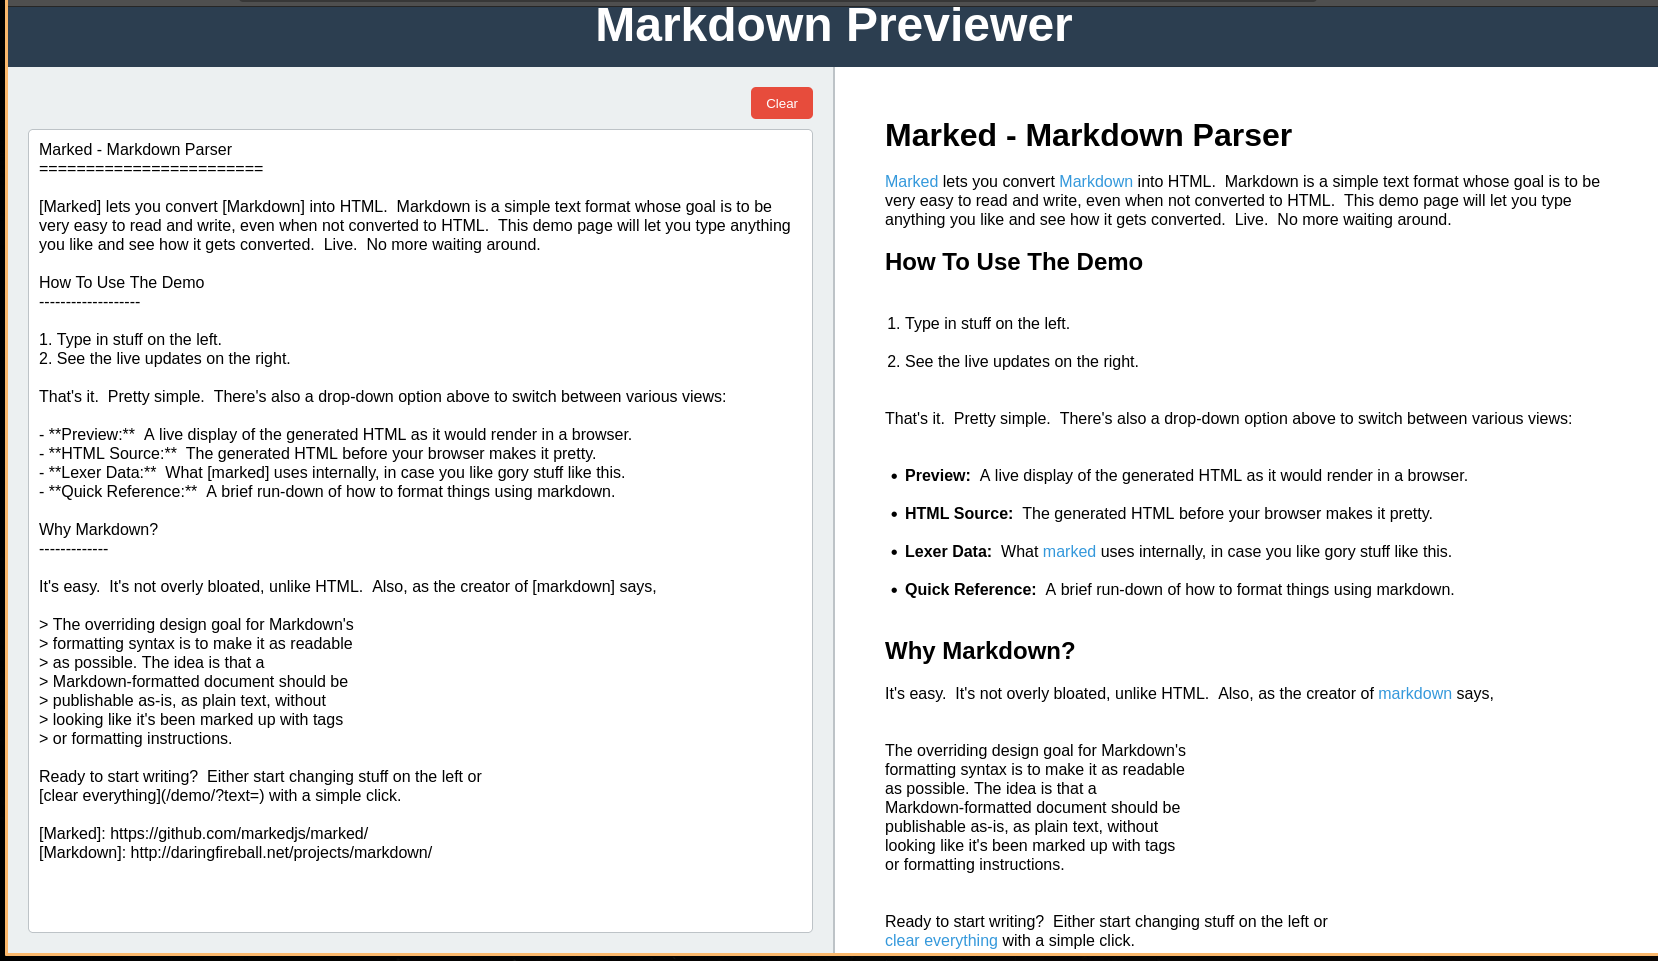 Markdown Previewer
Clear
Marked - Markdown Parser
========================
[Marked] lets you convert [Markdown] into HTML.  Markdown is a simple text format whose goal is to be
very easy to read and write, even when not converted to HTML.  This demo page will let you type anything
you like and see how it gets converted.  Live.  No more waiting around.
How To Use The Demo
-------------------
1. Type in stuff on the left.
2. See the live updates on the right.
That's it.  Pretty simple.  There's also a drop-down option above to switch between various views:
- **Preview:**  A live display of the generated HTML as it would render in a browser.
- **HTML Source:**  The generated HTML before your browser makes it pretty.
- **Lexer Data:**  What [marked] uses internally, in case you like gory stuff like this.
- **Quick Reference:**  A brief run-down of how to format things using markdown.
Why Markdown?
-------------
It's easy.  It's not overly bloated, unlike HTML.  Also, as the creator of [markdown] says,
> The overriding design goal for Markdown's
> formatting syntax is to make it as readable
> as possible. The idea is that a
> Markdown-formatted document should be
> publishable as-is, as plain text, without
> looking like it's been marked up with tags
> or formatting instructions.
Ready to start writing?  Either start changing stuff on the left or
[clear everything](/demo/?text=) with a simple click.
[Marked]: https://github.com/markedjs/marked/
[Markdown]: http://daringfireball.net/projects/markdown/
Marked - Markdown Parser
Marked lets you convert Markdown into HTML.  Markdown is a simple text format whose goal is to be
very easy to read and write, even when not converted to HTML.  This demo page will let you type
anything you like and see how it gets converted.  Live.  No more waiting around.
How To Use The Demo
1. Type in stuff on the left.
2. See the live updates on the right.
That's it.  Pretty simple.  There's also a drop-down option above to switch between various views:
• Preview:  A live display of the generated HTML as it would render in a browser.
• HTML Source:  The generated HTML before your browser makes it pretty.
• Lexer Data:  What marked uses internally, in case you like gory stuff like this.
• Quick Reference:  A brief run-down of how to format things using markdown.
Why Markdown?
It's easy.  It's not overly bloated, unlike HTML.  Also, as the creator of markdown says,
The overriding design goal for Markdown's
formatting syntax is to make it as readable
as possible. The idea is that a
Markdown-formatted document should be
publishable as-is, as plain text, without
looking like it's been marked up with tags
or formatting instructions.
Ready to start writing?  Either start changing stuff on the left or
clear everything with a simple click.